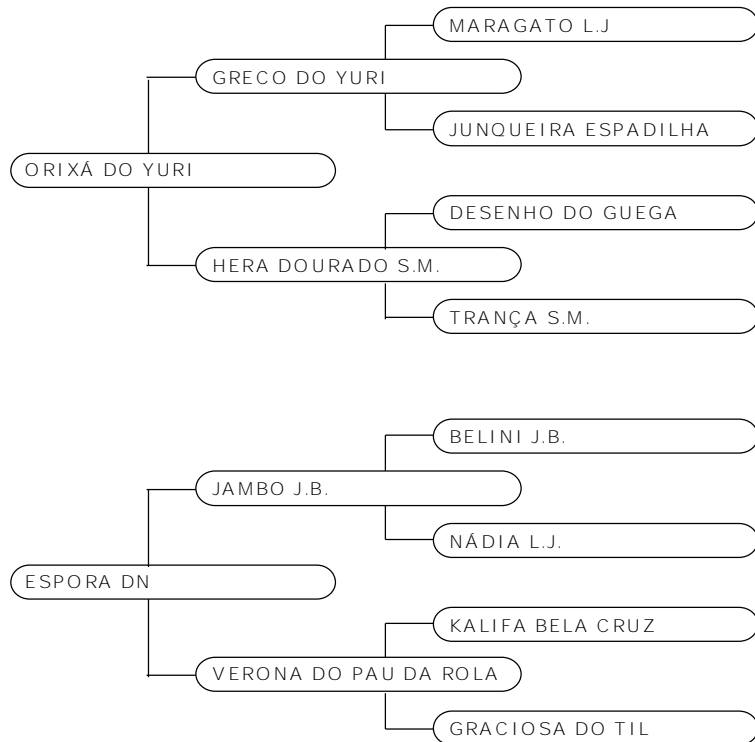 MARAGATO L.J
GRECO DO YURI
JUNQUEIRA ESPADILHA
ORIXÁ DO YURI
DESENHO DO GUEGA
HERA DOURADO S.M.
TRANÇA S.M.
BELINI J.B.
JAMBO J.B.
NÁDIA L.J.
ESPORA DN
KALIFA BELA CRUZ
VERONA DO PAU DA ROLA
GRACIOSA DO TIL